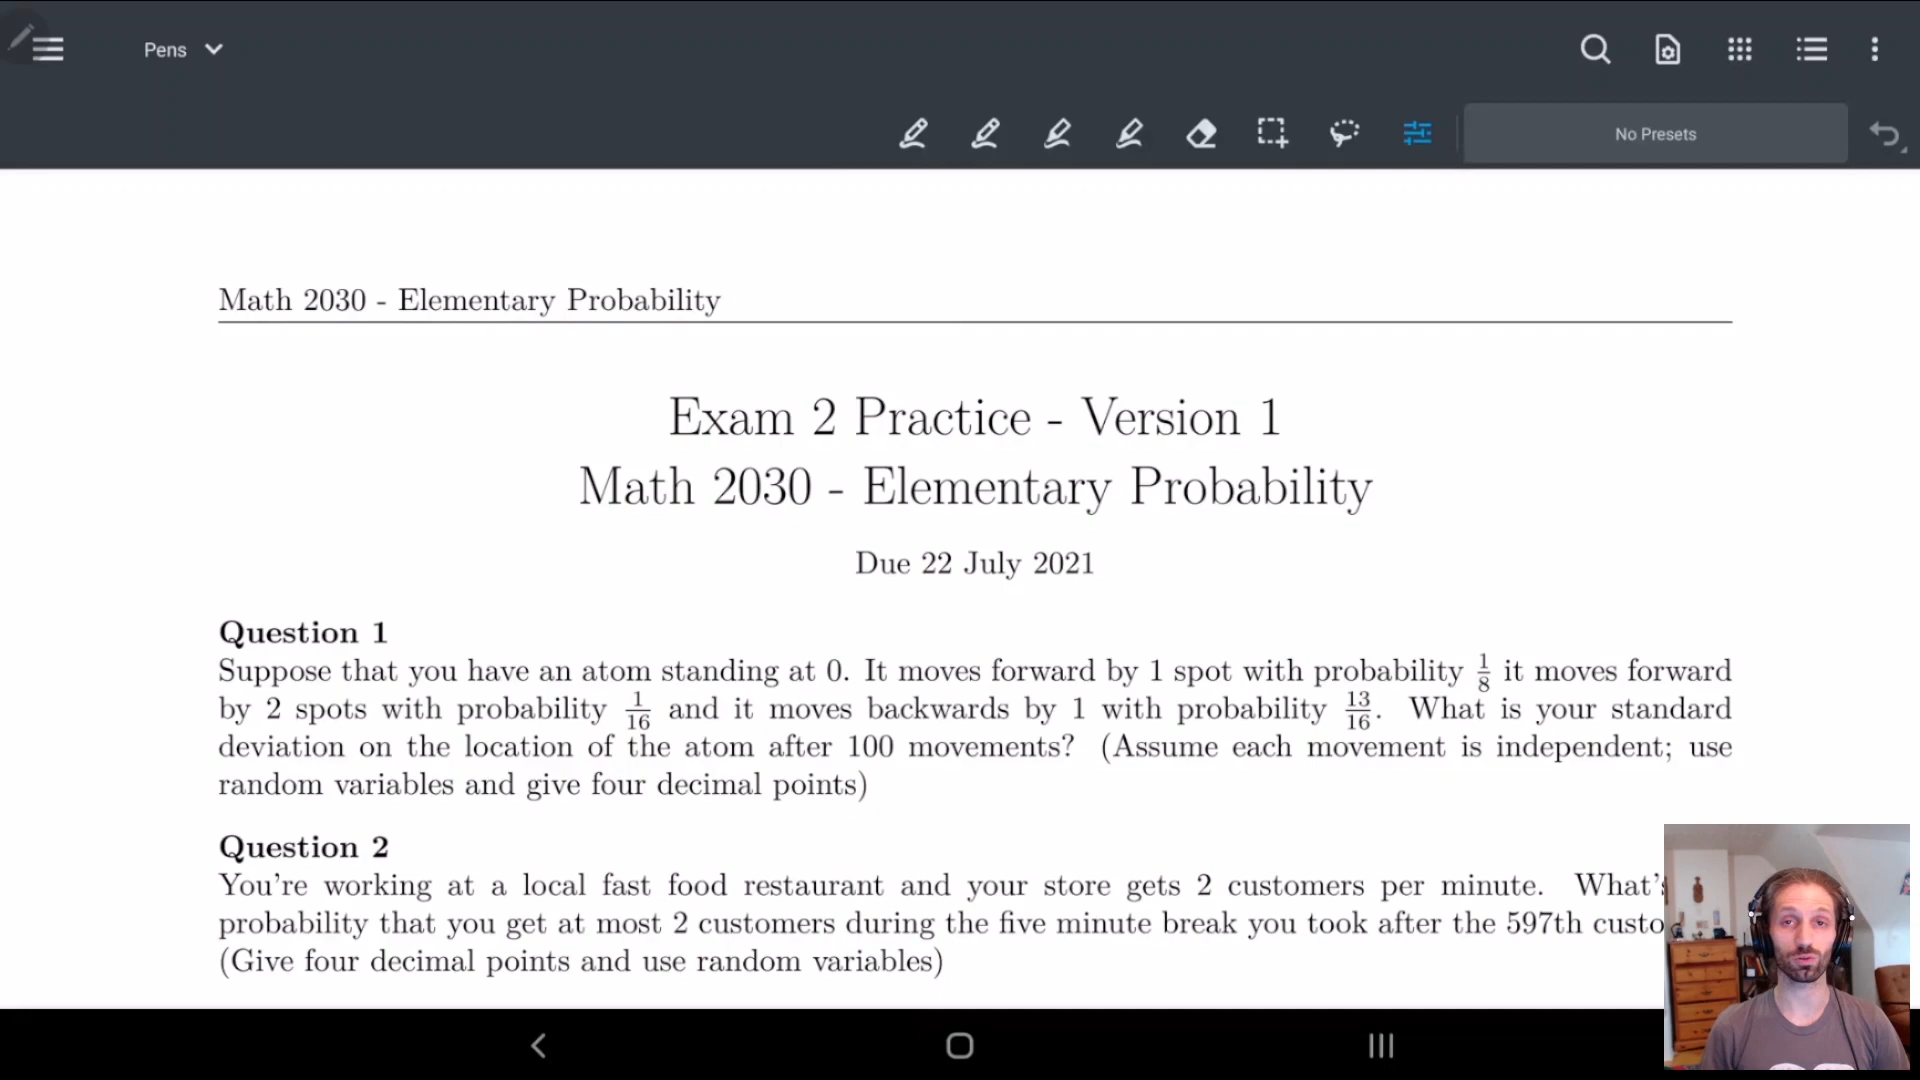 Pens
No Presets
Math 2030 - Elementary Probability
Exam 2 Practice - Version 1
Math 2030 - Elementary Probability
Due 22 July 2021
Question 1
Suppose that you have an atom standing at 0. It moves forward by 1 spot with probability 1/8 it moves forward
by 2 spots with probability 1/16 and it moves backwards by 1 with probability 13/16. What is your standard
deviation on the location of the atom after 100 movements? (Assume each movement is independent; use
random variables and give four decimal points)
Question 2
You're working at a local fast food restaurant and your store gets 2 customers per minute. What's
probability that you get at most 2 customers during the five minute break you took after the 597th custo
(Give four decimal points and use random variables)